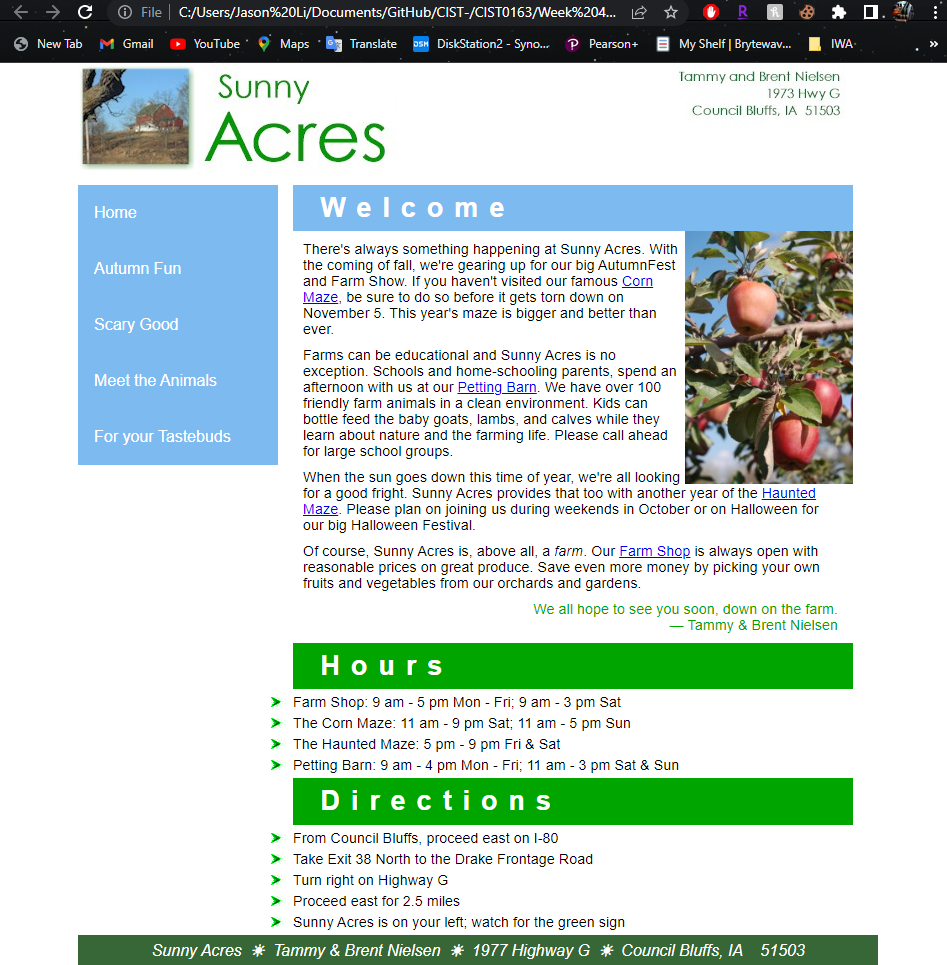 File C:/Users/Jason%20Li/Documents/GitHub/CIST-/CIST0163/Week%204...
New Tab Gmail YouTube Maps Translate DSM DiskStation2 - Syno... Pearson+ My Shelf | Brytewav... IWA »
Sunny
Acres
Tammy and Brent Nielsen
1973 Hwy G
Council Bluffs, IA 51503
Home
Autumn Fun
Scary Good
Meet the Animals
For your Tastebuds
Welcome
There's always something happening at Sunny Acres. With
the coming of fall, we're gearing up for our big AutumnFest
and Farm Show. If you haven't visited our famous Corn
Maze, be sure to do so before it gets torn down on
November 5. This year's maze is bigger and better than
ever.
Farms can be educational and Sunny Acres is no
exception. Schools and home-schooling parents, spend an
afternoon with us at our Petting Barn. We have over 100
friendly farm animals in a clean environment. Kids can
bottle feed the baby goats, lambs, and calves while they
learn about nature and the farming life. Please call ahead
for large school groups.
When the sun goes down this time of year, we're all looking
for a good fright. Sunny Acres provides that too with another year of the Haunted
Maze. Please plan on joining us during weekends in October or on Halloween for
our big Halloween Festival.
Of course, Sunny Acres is, above all, a farm. Our Farm Shop is always open with
reasonable prices on great produce. Save even more money by picking your own
fruits and vegetables from our orchards and gardens.
We all hope to see you soon, down on the farm.
— Tammy & Brent Nielsen
Hours
Farm Shop: 9 am - 5 pm Mon - Fri; 9 am - 3 pm Sat
The Corn Maze: 11 am - 9 pm Sat; 11 am - 5 pm Sun
The Haunted Maze: 5 pm - 9 pm Fri & Sat
Petting Barn: 9 am - 4 pm Mon - Fri; 11 am - 3 pm Sat & Sun
Directions
From Council Bluffs, proceed east on I-80
Take Exit 38 North to the Drake Frontage Road
Turn right on Highway G
Proceed east for 2.5 miles
Sunny Acres is on your left; watch for the green sign
Sunny Acres ✷ Tammy & Brent Nielsen ✷ 1977 Highway G ✷ Council Bluffs, IA 51503